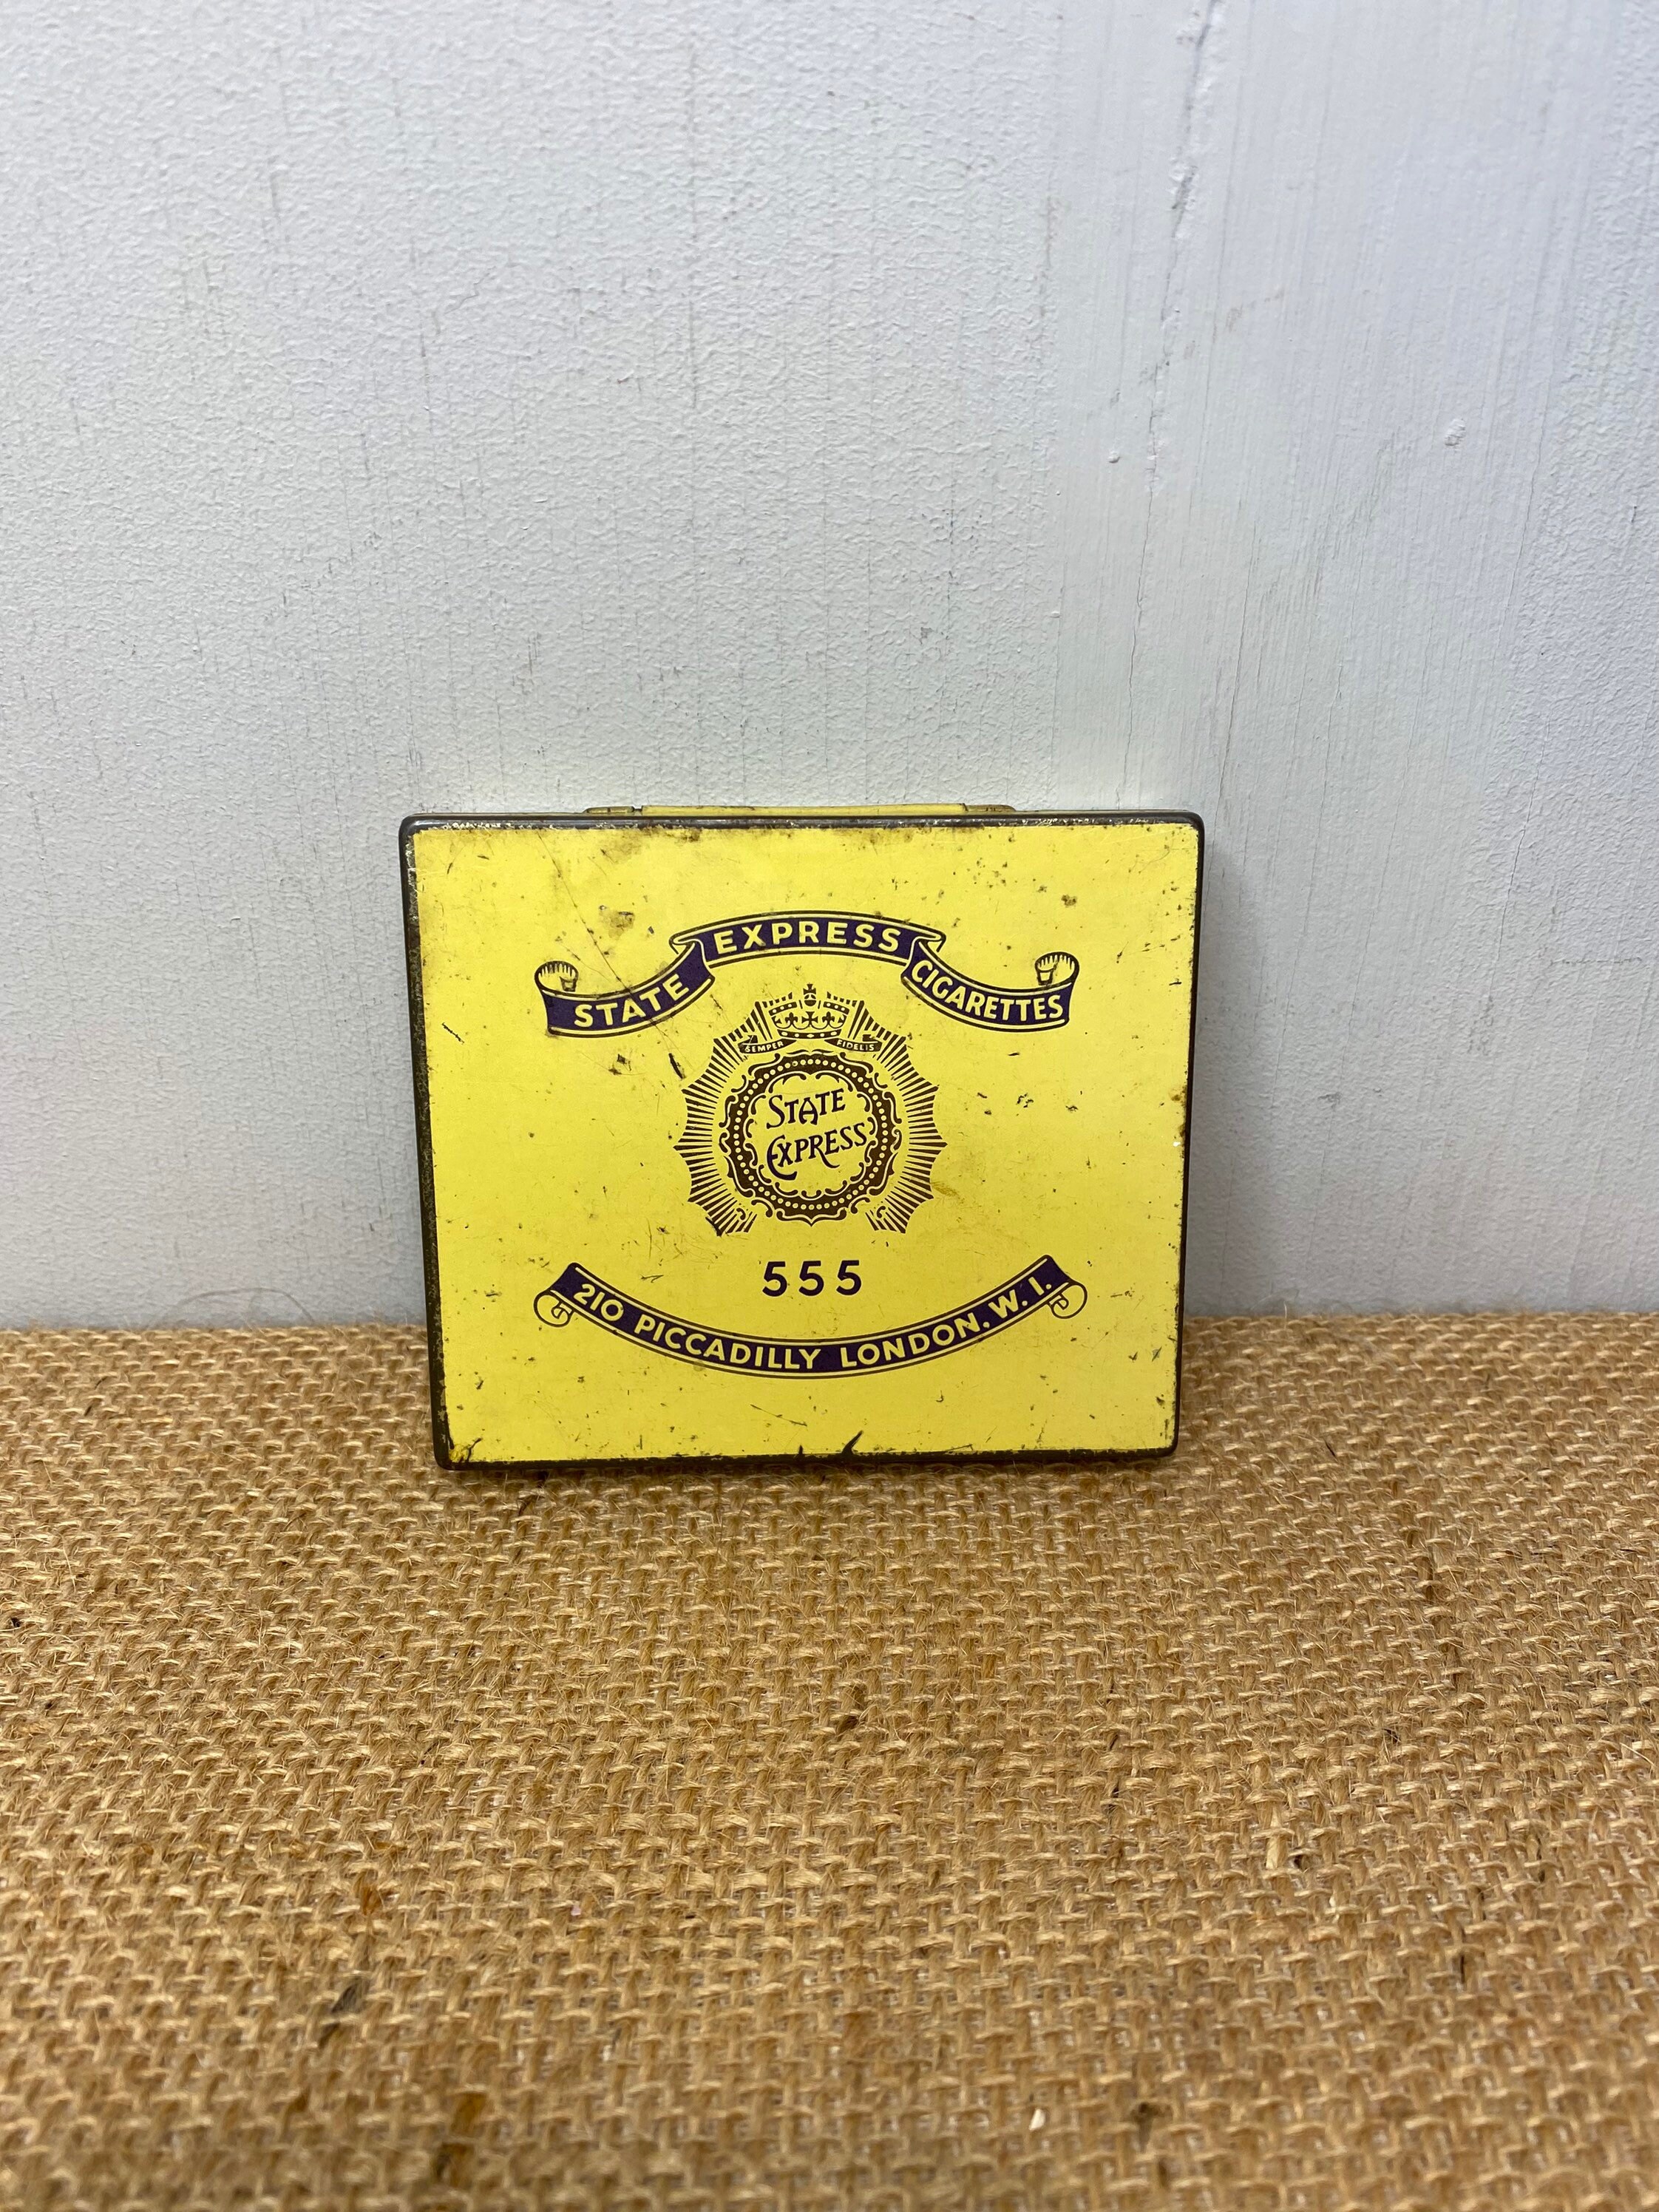 STATE EXPRESS CIGARETTES
SEMPER FIDELIS
STATE
EXPRESS
555
210 PICCADILLY LONDON. W. 1.